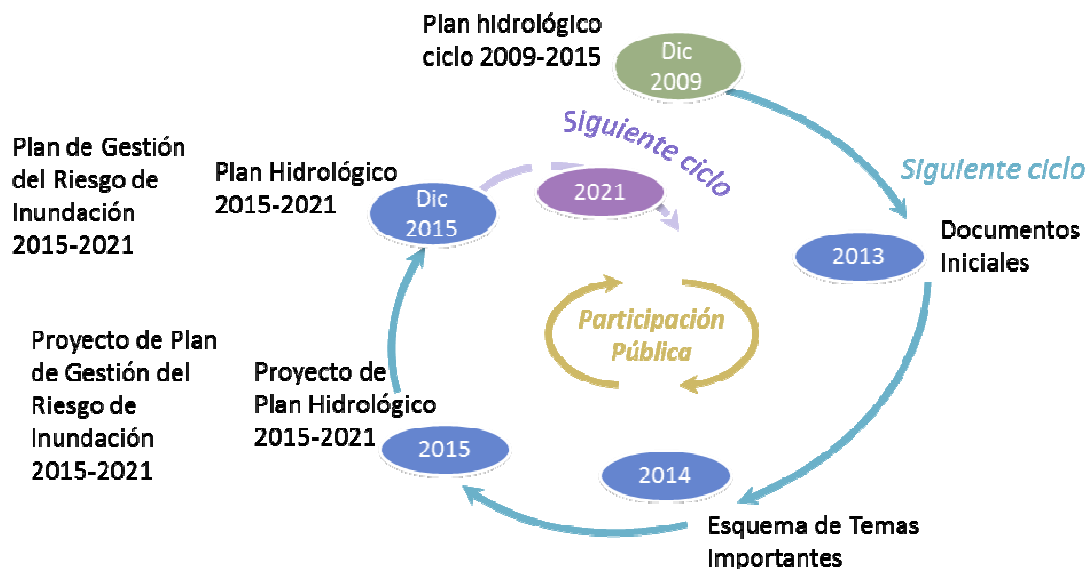 Plan hidrológico
ciclo 2009-2015
Dic
2009
Siguiente ciclo
Siguiente ciclo
Plan de Gestión
del Riesgo de
Inundación
2015-2021
Plan Hidrológico
2015-2021
Dic
2015
2021
2013
Documentos
Iniciales
Participación
Pública
Proyecto de Plan
de Gestión del
Riesgo de
Inundación
2015-2021
Proyecto de
Plan Hidrológico
2015-2021
2015
2014
Esquema de Temas
Importantes